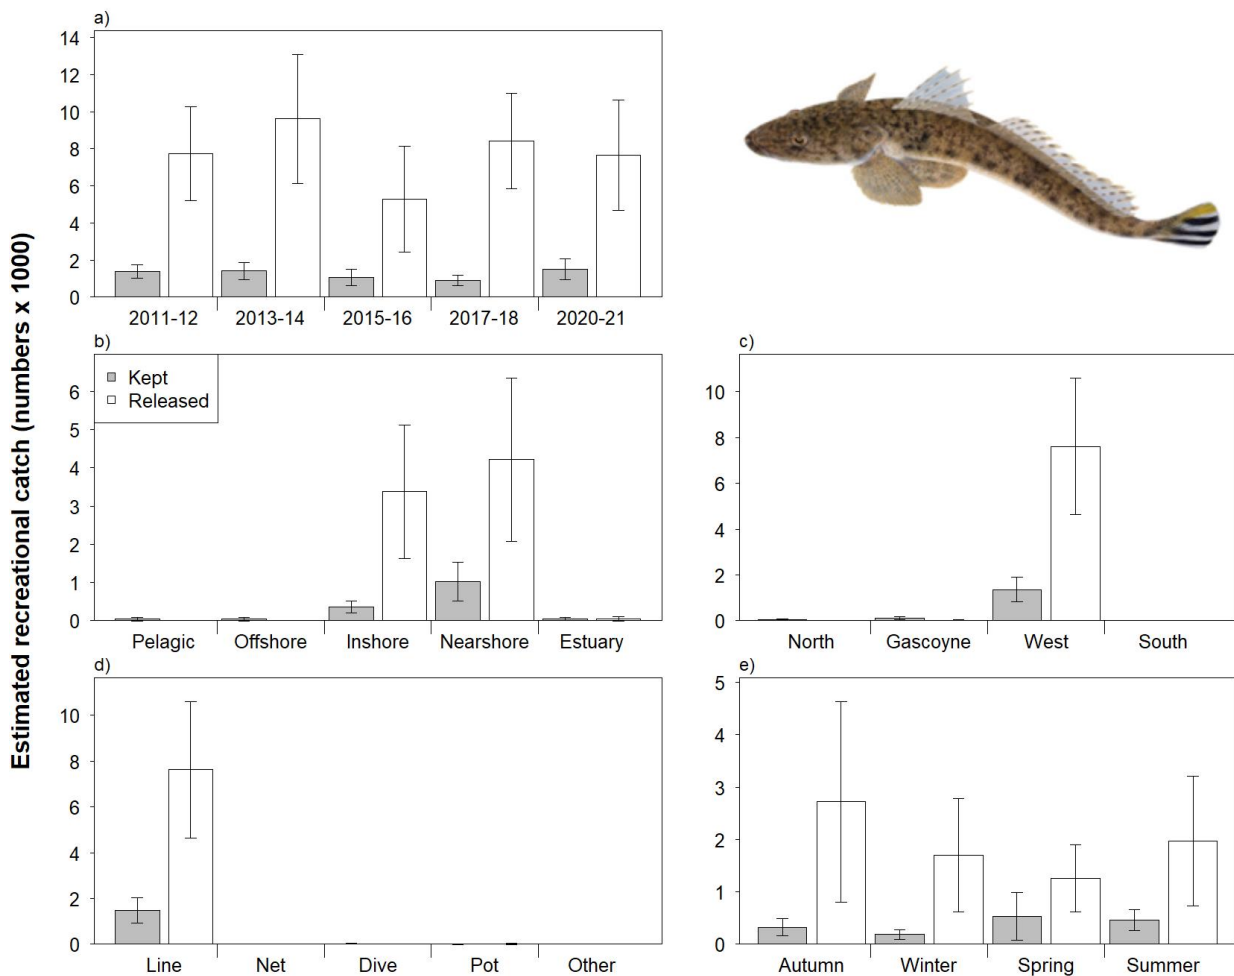 Estimated recreational catch (numbers x 1000)
a)
14
12
10
8
6
4
2
0
2011-12 2013-14 2015-16 2017-18 2020-21
b)
Kept
Released
6
5
4
3
2
1
0
Pelagic Offshore Inshore Nearshore Estuary
c)
10
8
6
4
2
0
North Gascoyne West South
d)
10
8
6
4
2
0
Line Net Dive Pot Other
e)
5
4
3
2
1
0
Autumn Winter Spring Summer